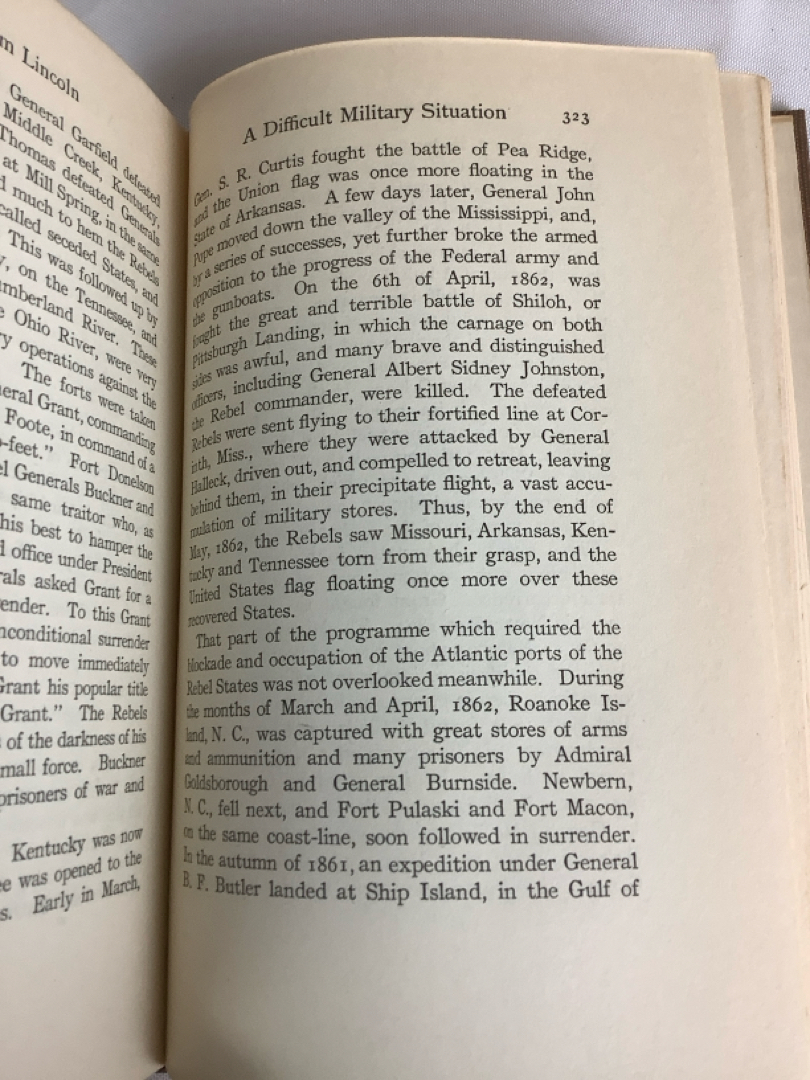 m Lincoln
General Garfield defeated
Middle Creek, Kentucky,
Thomas defeated Generals
at Mill Spring, in the same
much to hem the Rebels
called seceded States, and
This was followed up by
on the Tennessee, and
Cumberland River. These
Ohio River, were very
operations against the
The forts were taken
General Grant, commanding
Foote, in command of a
-feet." Fort Donelson
Generals Buckner and
same traitor who, as
his best to hamper the
office under President
asked Grant for a
To this Grant
unconditional surrender
to move immediately
Grant his popular title
Grant." The Rebels
of the darkness of his
small force. Buckner
prisoners of war and
Kentucky was now
was opened to the
Early in March,
A Difficult Military Situation 323
Gen. S. R. Curtis fought the battle of Pea Ridge,
and the Union flag was once more floating in the
State of Arkansas. A few days later, General John
Pope moved down the valley of the Mississippi, and,
by a series of successes, yet further broke the armed
opposition to the progress of the Federal army and
the gunboats. On the 6th of April, 1862, was
fought the great and terrible battle of Shiloh, or
Pittsburgh Landing, in which the carnage on both
sides was awful, and many brave and distinguished
officers, including General Albert Sidney Johnston,
the Rebel commander, were killed. The defeated
Rebels were sent flying to their fortified line at Cor-
inth, Miss., where they were attacked by General
Halleck, driven out, and compelled to retreat, leaving
behind them, in their precipitate flight, a vast accu-
mulation of military stores. Thus, by the end of
May, 1862, the Rebels saw Missouri, Arkansas, Ken-
tucky and Tennessee torn from their grasp, and the
United States flag floating once more over these
recovered States.
That part of the programme which required the
blockade and occupation of the Atlantic ports of the
Rebel States was not overlooked meanwhile. During
the months of March and April, 1862, Roanoke Is-
land, N. C., was captured with great stores of arms
and ammunition and many prisoners by Admiral
Goldsborough and General Burnside. Newbern,
N. C., fell next, and Fort Pulaski and Fort Macon,
on the same coast-line, soon followed in surrender.
In the autumn of 1861, an expedition under General
B. F. Butler landed at Ship Island, in the Gulf of